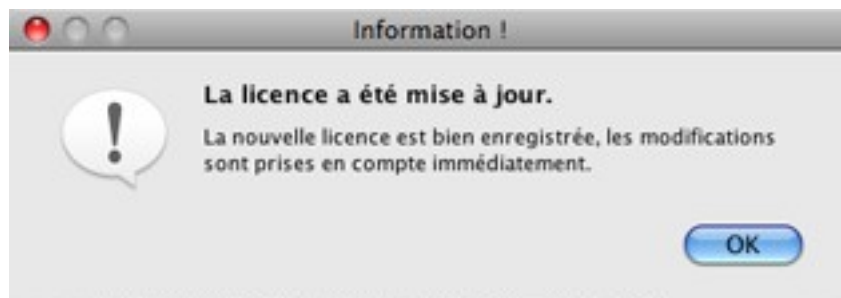 Information !
La licence a été mise à jour.
La nouvelle licence est bien enregistrée, les modifications
sont prises en compte immédiatement.
OK